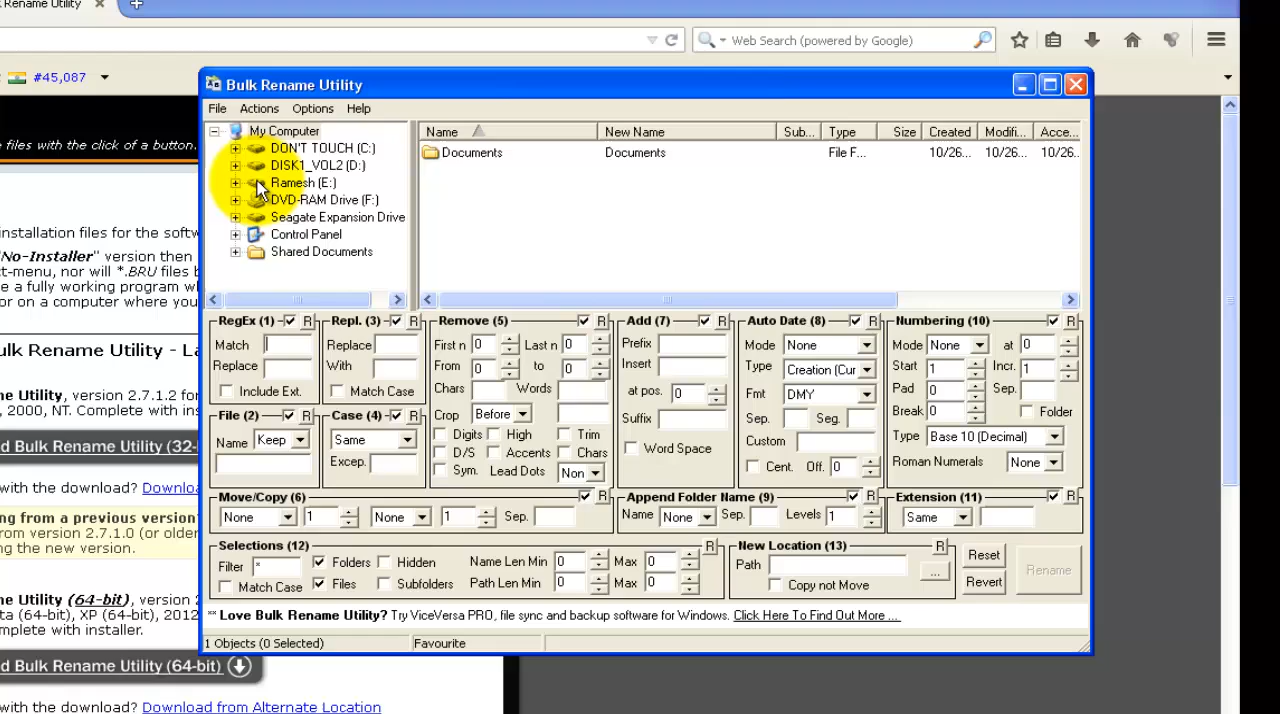 Rename Utility
Web Search (powered by Google)
#45,087
files with the click of a button.
nstallation files for the softw
No-Installer" version then
ct-menu, nor will *.BRU files b
e a fully working program wh
or on a computer where you
ulk Rename Utility - La
me Utility, version 2.7.1.2 for
, 2000, NT. Complete with ins
d Bulk Rename Utility (32-b
with the download? Downlo
ng from a previous version
rom version 2.7.1.0 (or older
ng the new version.
me Utility (64-bit), version 2
ta (64-bit), XP (64-bit), 2012
mplete with installer.
d Bulk Rename Utility (64-bit)
with the download? Download from Alternate Location
Bulk Rename Utility
File Actions Options Help
My Computer
DON'T TOUCH (C:)
DISK1_VOL2 (D:)
Ramesh (E:)
DVD-RAM Drive (F:)
Seagate Expansion Drive
Control Panel
Shared Documents
Name New Name Sub... Type Size Created Modifi... Acce...
Documents Documents File F... 10/26... 10/26... 10/26...
RegEx (1) R
Match
Replace
Include Ext.
Repl. (3) R
Replace
With
Match Case
File (2) R
Name Keep
Case (4) R
Same
Excep.
Remove (5) R
First n 0 Last n 0
From 0 to 0
Chars Words
Crop Before
Digits High Trim
D/S Accents Chars
Sym. Lead Dots Non
Add (7) R
Prefix
Insert
at pos. 0
Suffix
Word Space
Auto Date (8) R
Mode None
Type Creation (Cur
Fmt DMY
Sep. Seg.
Custom
Cent. Off. 0
Numbering (10) R
Mode None at 0
Start 1 Incr. 1
Pad 0 Sep.
Break 0 Folder
Type Base 10 (Decimal)
Roman Numerals None
Move/Copy (6) R
None 1 None 1 Sep.
Append Folder Name (9) R
Name None Sep. Levels 1
Extension (11) R
Same
Selections (12) R
Filter * Folders Hidden Name Len Min 0 Max 0
Match Case Files Subfolders Path Len Min 0 Max 0
New Location (13) R
Path ...
Copy not Move
Reset
Revert
Rename
** Love Bulk Rename Utility? Try ViceVersa PRO, file sync and backup software for Windows. Click Here To Find Out More ...
1 Objects (0 Selected) Favourite